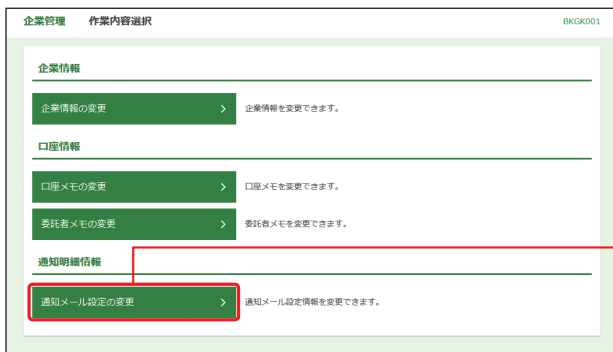 企業管理　作業内容選択　BKGK001
企業情報
企業情報の変更　企業情報を変更できます。
口座情報
口座メモの変更　口座メモを変更できます。
委託者メモの変更　委託者メモを変更できます。
通知明細情報
通知メール設定の変更　通知メール設定情報を変更できます。